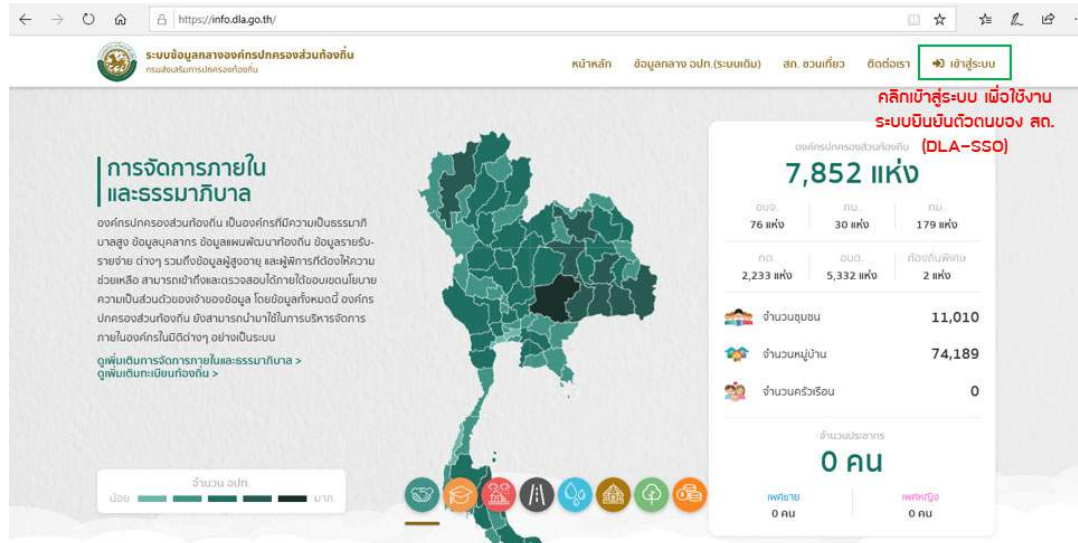 https://info.dla.go.th/
ระบบข้อมูลกลางองค์กรปกครองส่วนท้องถิ่น
กรมส่งเสริมการปกครองท้องถิ่น
หน้าหลัก ข้อมูลกลาง อปท.(ระบบเดิม) สถ. ชวนเที่ยว ติดต่อเรา เข้าสู่ระบบ
คลิกเข้าสู่ระบบ เพื่อใช้งาน
ระบบยืนยันตัวตนของ สถ.
(DLA-SSO)
การจัดการภายใน
และธรรมาภิบาล
องค์กรปกครองส่วนท้องถิ่น เป็นองค์กรที่มีความเป็นธรรมาภิ
บาลสูง ข้อมูลบุคลากร ข้อมูลแผนพัฒนาท้องถิ่น ข้อมูลรายรับ-
รายจ่าย ต่างๆ รวมถึงข้อมูลผู้สูงอายุ และผู้พิการที่ต้องให้ความ
ช่วยเหลือ สามารถเข้าถึงและตรวจสอบได้ภายใต้ขอบเขตนโยบาย
ความเป็นส่วนตัวของเจ้าของข้อมูล โดยข้อมูลทั้งหมดนี้ องค์กร
ปกครองส่วนท้องถิ่น ยังสามารถนำมาใช้ในการบริหารจัดการ
ภายในองค์กรในมิติต่างๆ อย่างเป็นระบบ
ดูเพิ่มเติมการจัดการภายในและธรรมาภิบาล >
ดูเพิ่มเติมทะเบียนท้องถิ่น >
จำนวน อปท.
น้อย มาก
องค์กรปกครองส่วนท้องถิ่น
7,852 แห่ง
อบจ. ทน. ทม.
76 แห่ง 30 แห่ง 179 แห่ง
ทต. อบต. ท้องถิ่นพิเศษ
2,233 แห่ง 5,332 แห่ง 2 แห่ง
จำนวนชุมชน 11,010
จำนวนหมู่บ้าน 74,189
จำนวนครัวเรือน 0
จำนวนประชากร
0 คน
เพศชาย เพศหญิง
0 คน 0 คน